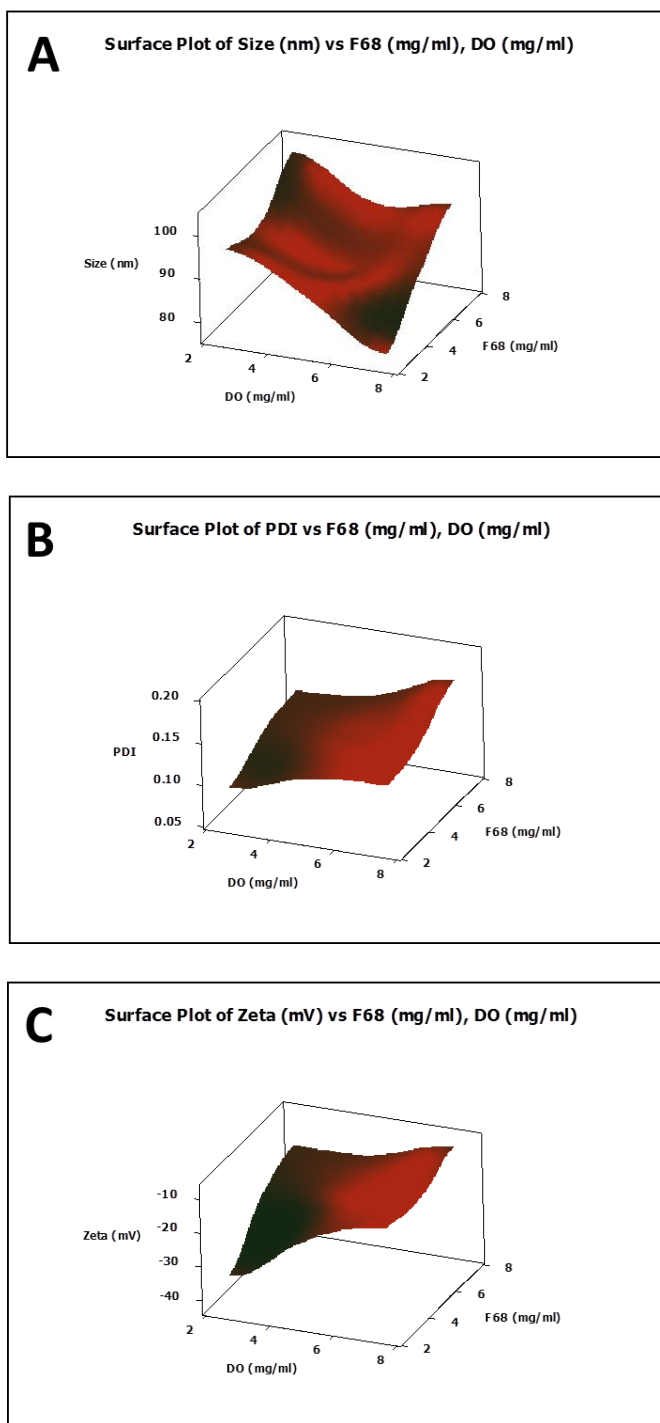 A
Surface Plot of Size (nm) vs F68 (mg/ml), DO (mg/ml)
100
Size (nm)
90
80
2
4
6
8
DO (mg/ml)
2
4
6
8
F68 (mg/ml)
B
Surface Plot of PDI vs F68 (mg/ml), DO (mg/ml)
0.20
0.15
PDI
0.10
0.05
2
4
6
8
DO (mg/ml)
2
4
6
8
F68 (mg/ml)
C
Surface Plot of Zeta (mV) vs F68 (mg/ml), DO (mg/ml)
-10
-20
Zeta (mV)
-30
-40
2
4
6
8
DO (mg/ml)
2
4
6
8
F68 (mg/ml)